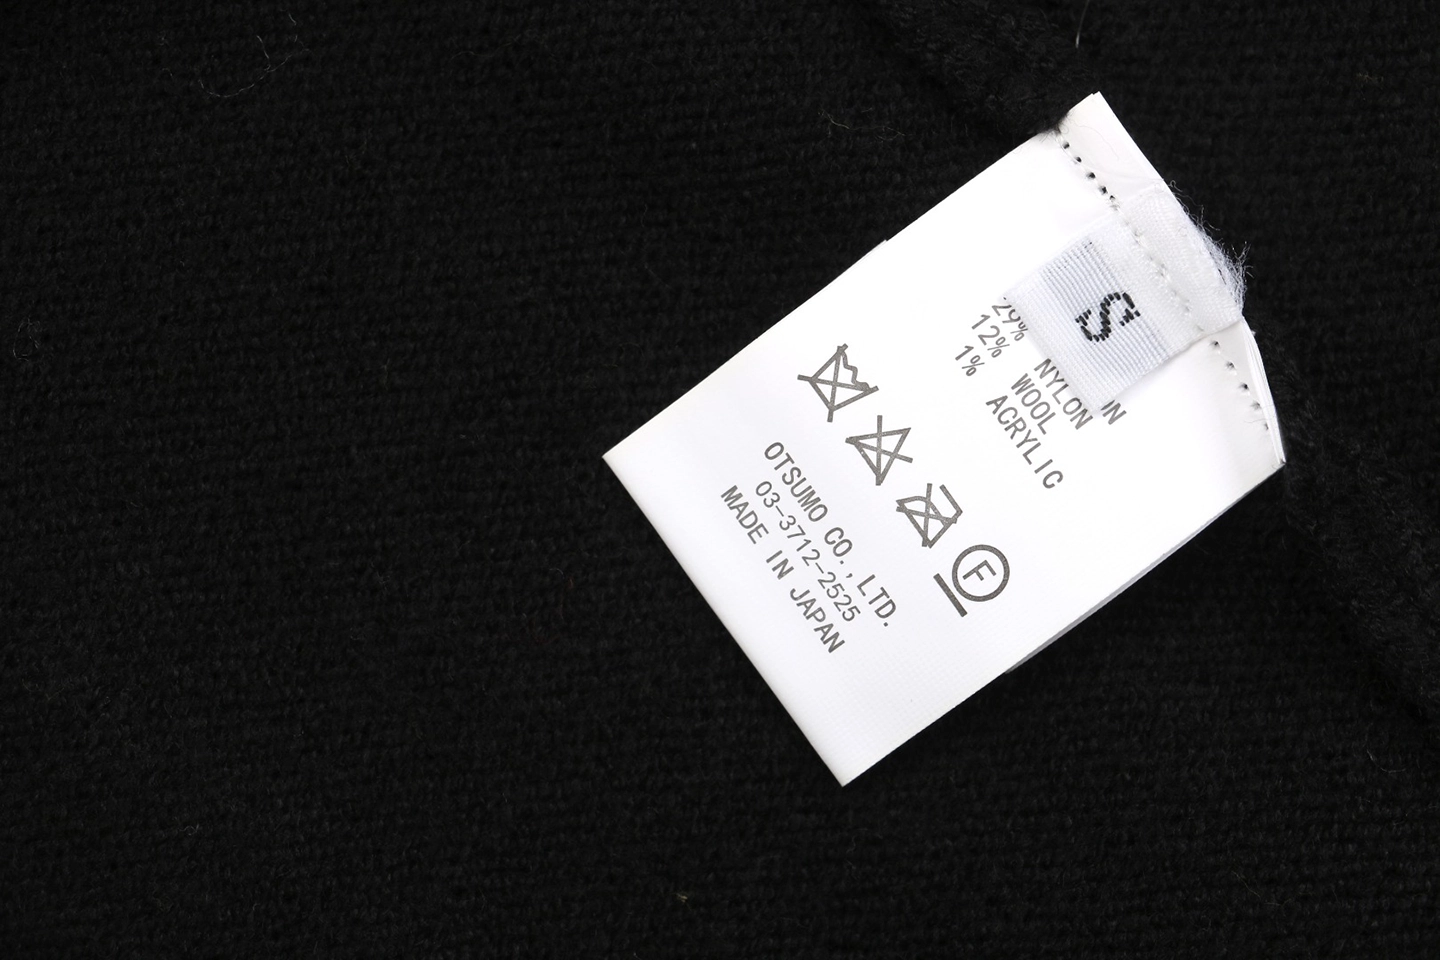 S
29% NYLON
12% WOOL
1% ACRYLIC
F
OTSUMO CO., LTD.
03-3712-2525
MADE IN JAPAN